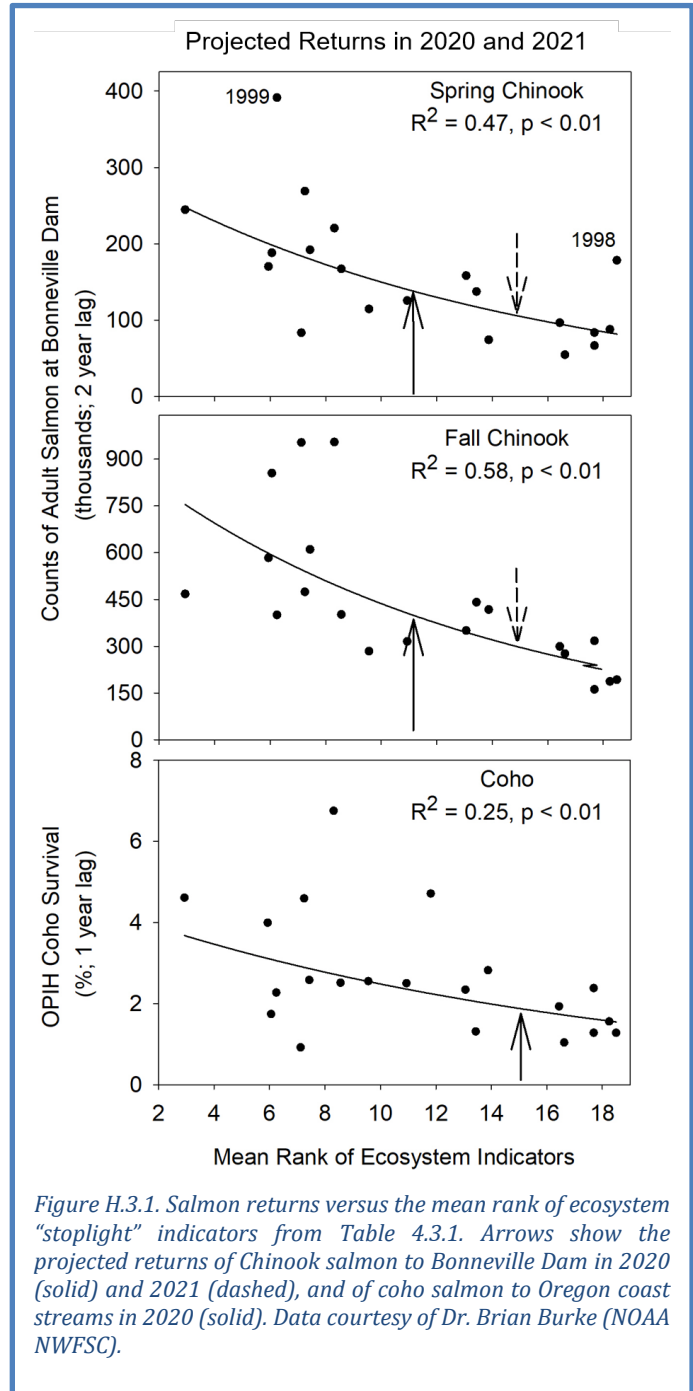 Projected Returns in 2020 and 2021
Counts of Adult Salmon at Bonneville Dam
(thousands; 2 year lag)
400
300
200
100
0
1999
Spring Chinook
R² = 0.47, p < 0.01
1998
900
750
600
450
300
150
0
Fall Chinook
R² = 0.58, p < 0.01
OPIH Coho Survival
(%; 1 year lag)
8
6
4
2
0
Coho
R² = 0.25, p < 0.01
2 4 6 8 10 12 14 16 18
Mean Rank of Ecosystem Indicators
Figure H.3.1. Salmon returns versus the mean rank of ecosystem
“stoplight” indicators from Table 4.3.1. Arrows show the
projected returns of Chinook salmon to Bonneville Dam in 2020
(solid) and 2021 (dashed), and of coho salmon to Oregon coast
streams in 2020 (solid). Data courtesy of Dr. Brian Burke (NOAA
NWFSC).